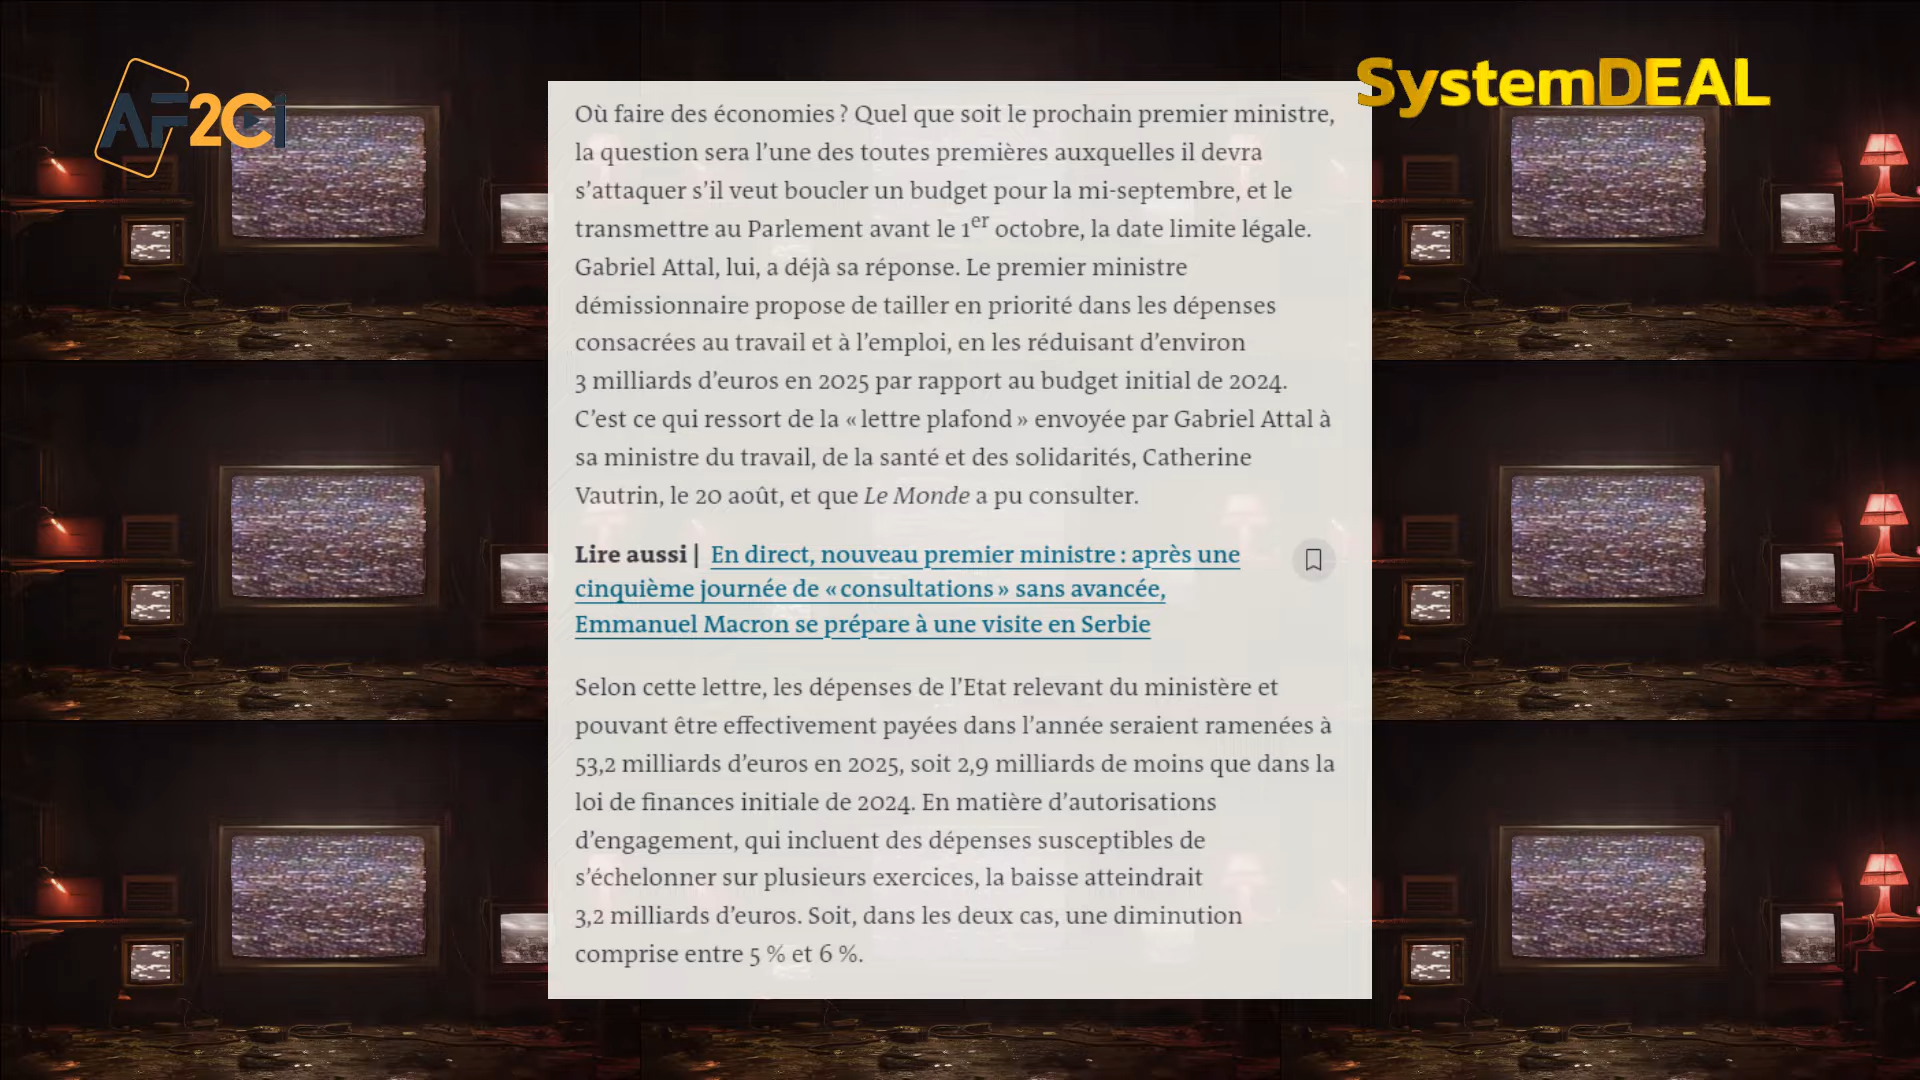 AF2Ci
SystemDEAL
Où faire des économies ? Quel que soit le prochain premier ministre,
la question sera l’une des toutes premières auxquelles il devra
s’attaquer s’il veut boucler un budget pour la mi-septembre, et le
transmettre au Parlement avant le 1er octobre, la date limite légale.
Gabriel Attal, lui, a déjà sa réponse. Le premier ministre
démissionnaire propose de tailler en priorité dans les dépenses
consacrées au travail et à l’emploi, en les réduisant d’environ
3 milliards d’euros en 2025 par rapport au budget initial de 2024.
C’est ce qui ressort de la « lettre plafond » envoyée par Gabriel Attal à
sa ministre du travail, de la santé et des solidarités, Catherine
Vautrin, le 20 août, et que Le Monde a pu consulter.
Lire aussi | En direct, nouveau premier ministre : après une
cinquième journée de « consultations » sans avancée,
Emmanuel Macron se prépare à une visite en Serbie
Selon cette lettre, les dépenses de l’Etat relevant du ministère et
pouvant être effectivement payées dans l’année seraient ramenées à
53,2 milliards d’euros en 2025, soit 2,9 milliards de moins que dans la
loi de finances initiale de 2024. En matière d’autorisations
d’engagement, qui incluent des dépenses susceptibles de
s’échelonner sur plusieurs exercices, la baisse atteindrait
3,2 milliards d’euros. Soit, dans les deux cas, une diminution
comprise entre 5 % et 6 %.